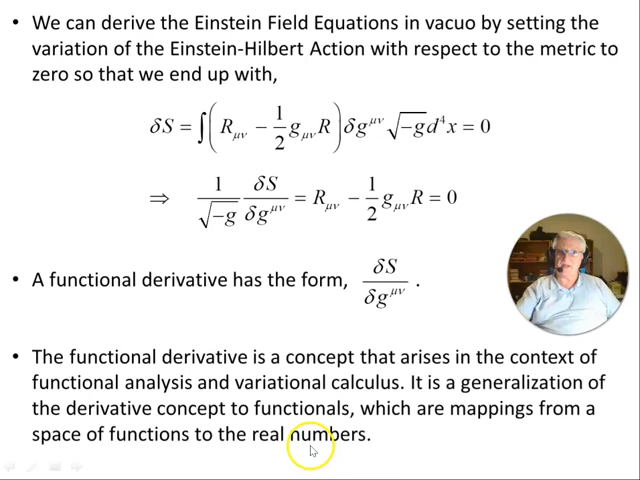 • We can derive the Einstein Field Equations in vacuo by setting the
variation of the Einstein-Hilbert Action with respect to the metric to
zero so that we end up with,
δS = ∫ ( R_μν − 1/2 g_μν R ) δg^μν √−g d⁴x = 0
⇒ 1/√−g δS/δg^μν = R_μν − 1/2 g_μν R = 0
• A functional derivative has the form, δS/δg^μν .
• The functional derivative is a concept that arises in the context of
functional analysis and variational calculus. It is a generalization of
the derivative concept to functionals, which are mappings from a
space of functions to the real numbers.